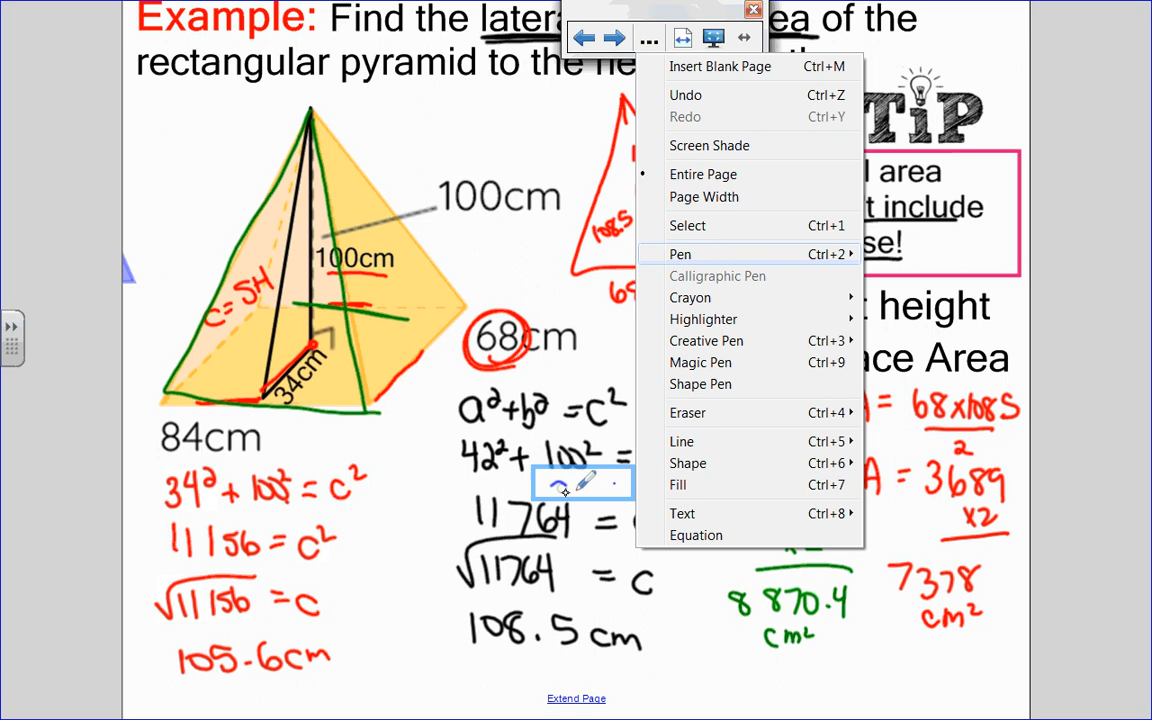 Example: Find the lateral area of the
rectangular pyramid to the
TiP
area
include
100cm
100cm
68cm
34cm
84cm
C = SH
108.5
68
height
ace Area
Insert Blank Page Ctrl+M
Undo Ctrl+Z
Redo Ctrl+Y
Screen Shade
Entire Page
Page Width
Select Ctrl+1
Pen Ctrl+2
Calligraphic Pen
Crayon
Highlighter
Creative Pen Ctrl+3
Magic Pen Ctrl+9
Shape Pen
Eraser Ctrl+4
Line Ctrl+5
Shape Ctrl+6
Fill Ctrl+7
Text Ctrl+8
Equation
34² + 100² = c²
11156 = c²
√11156 = c
105.6cm
a²+b² = c²
42² + 100² =
11764 =
√11764 = c
108.5 cm
8870.4
cm²
A = 68 x 108.5
2
A = 3689
x2
7378
cm²
Extend Page